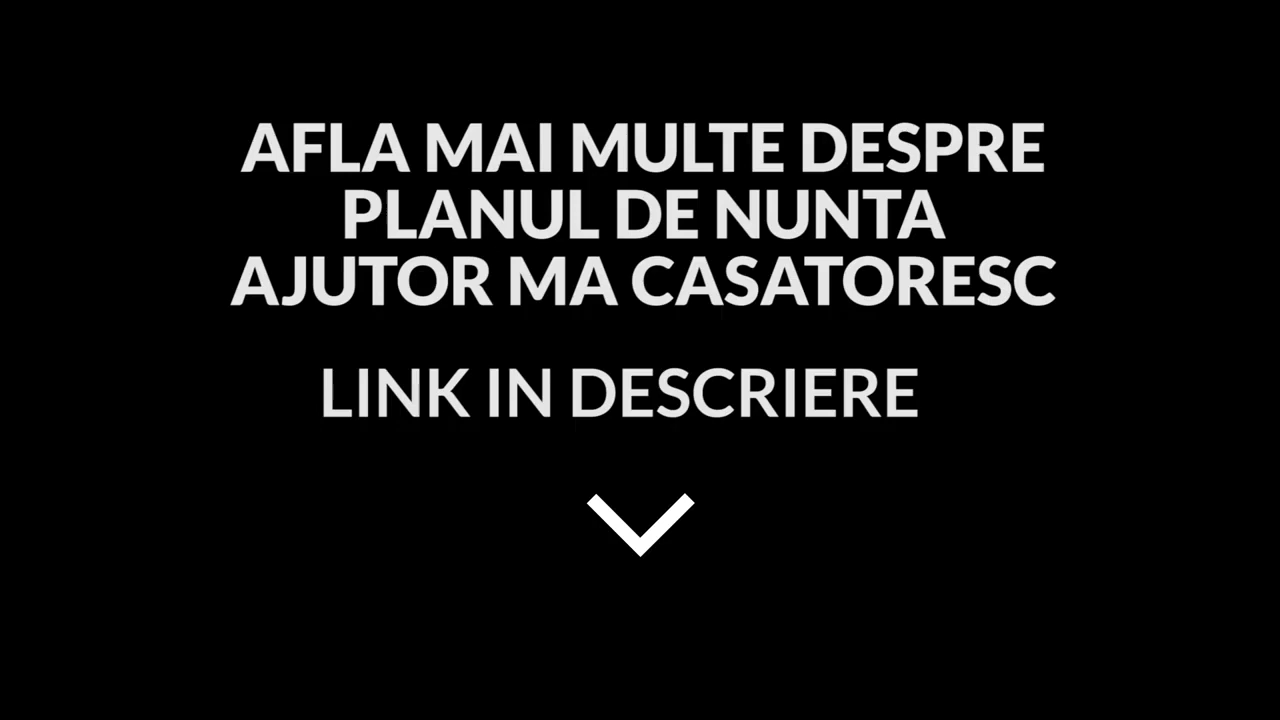 AFLA MAI MULTE DESPRE
PLANUL DE NUNTA
AJUTOR MA CASATORESC
LINK IN DESCRIERE